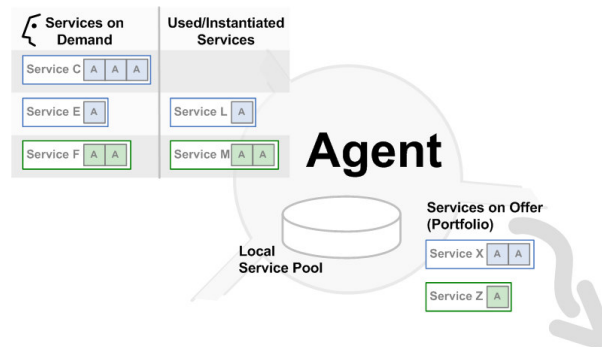 Services on
Demand
Used/Instantiated
Services
Service C A A A
Service E A
Service L A
Service F A A
Service M A A
Agent
Local
Service Pool
Services on Offer
(Portfolio)
Service X A A
Service Z A